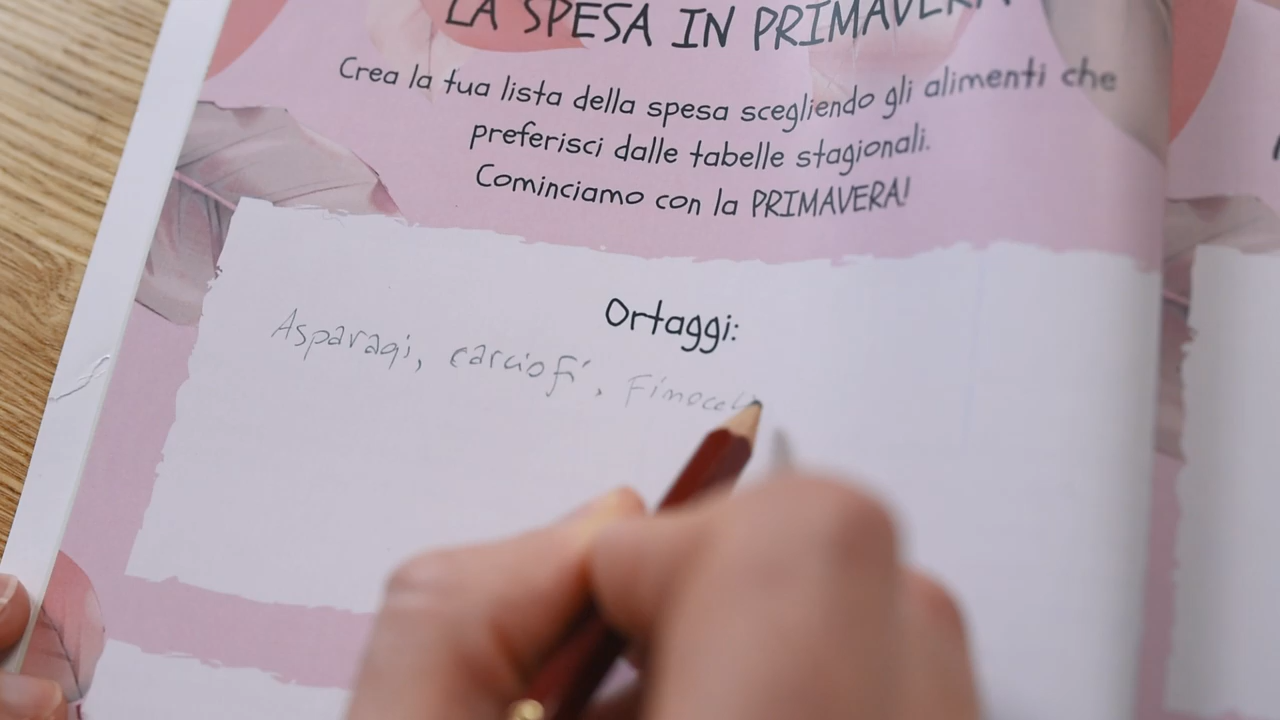 LA SPESA IN PRIMAVERA
Crea la tua lista della spesa scegliendo gli alimenti che
preferisci dalle tabelle stagionali.
Cominciamo con la PRIMAVERA!
Ortaggi:
Asparagi, carciofi, Finocch